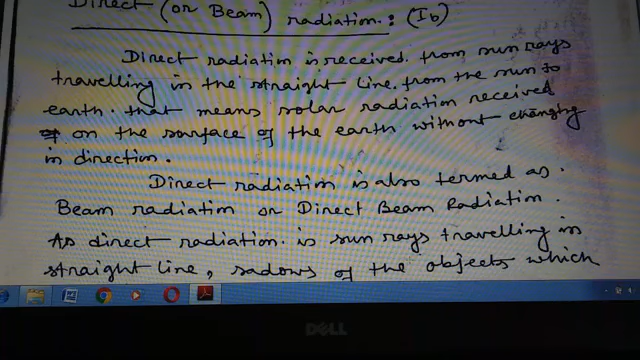 Direct (or Beam) radiation : (Ib)
Direct radiation is received from sun rays
travelling in the straight line from the sun to
earth. that means solar radiation received
on the surface of the earth without changing
in direction.
Direct radiation is also termed as.
Beam radiation or Direct Beam Radiation.
As direct radiation is sun rays travelling in
straight line, sadows of the objects which
DELL